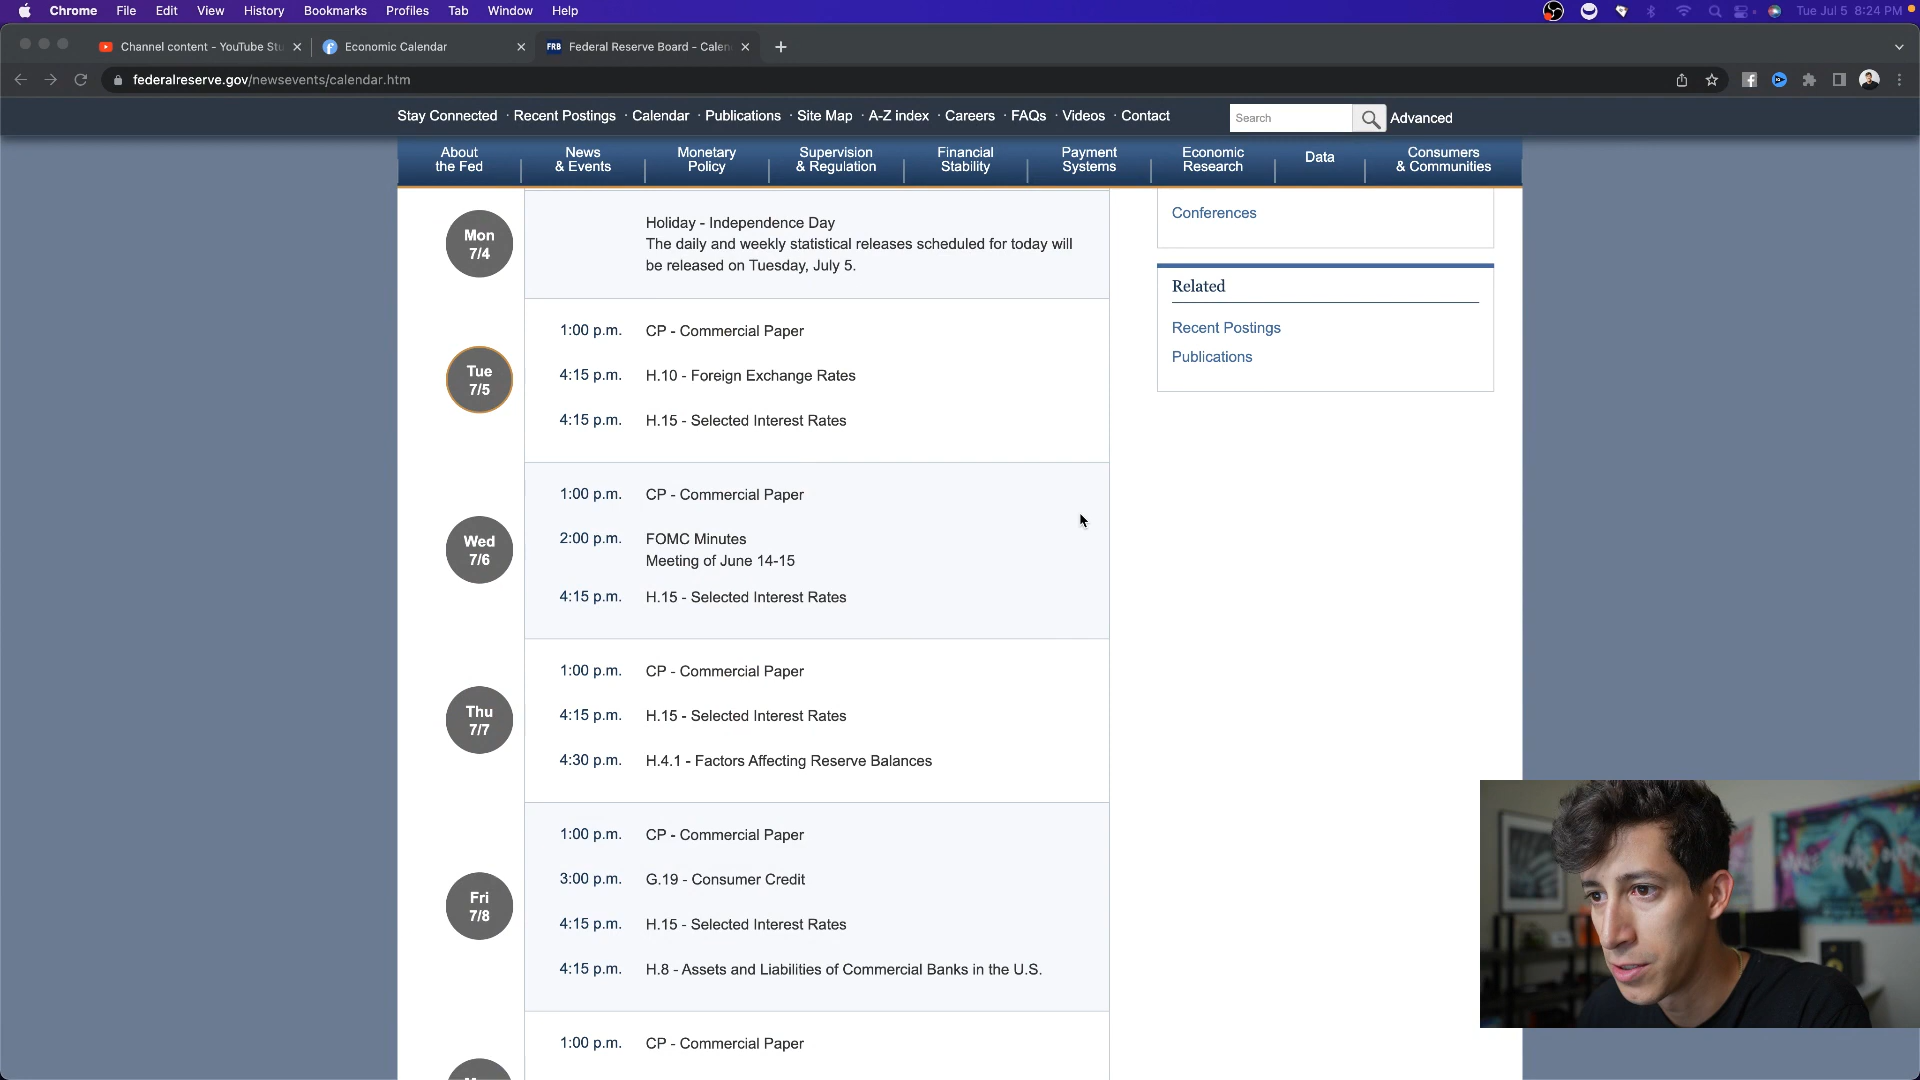 Chrome File Edit View History Bookmarks Profiles Tab Window Help Tue Jul 5 8:24 PM
Channel content - YouTube Stu Economic Calendar FRB Federal Reserve Board - Calen
federalreserve.gov/newsevents/calendar.htm
Stay Connected · Recent Postings · Calendar · Publications · Site Map · A-Z index · Careers · FAQs · Videos · Contact Search Advanced
About
the Fed
News
& Events
Monetary
Policy
Supervision
& Regulation
Financial
Stability
Payment
Systems
Economic
Research
Data
Consumers
& Communities
Mon
7/4
Holiday - Independence Day
The daily and weekly statistical releases scheduled for today will
be released on Tuesday, July 5.
Tue
7/5
1:00 p.m. CP - Commercial Paper
4:15 p.m. H.10 - Foreign Exchange Rates
4:15 p.m. H.15 - Selected Interest Rates
Wed
7/6
1:00 p.m. CP - Commercial Paper
2:00 p.m. FOMC Minutes
Meeting of June 14-15
4:15 p.m. H.15 - Selected Interest Rates
Thu
7/7
1:00 p.m. CP - Commercial Paper
4:15 p.m. H.15 - Selected Interest Rates
4:30 p.m. H.4.1 - Factors Affecting Reserve Balances
Fri
7/8
1:00 p.m. CP - Commercial Paper
3:00 p.m. G.19 - Consumer Credit
4:15 p.m. H.15 - Selected Interest Rates
4:15 p.m. H.8 - Assets and Liabilities of Commercial Banks in the U.S.
1:00 p.m. CP - Commercial Paper
Conferences
Related
Recent Postings
Publications